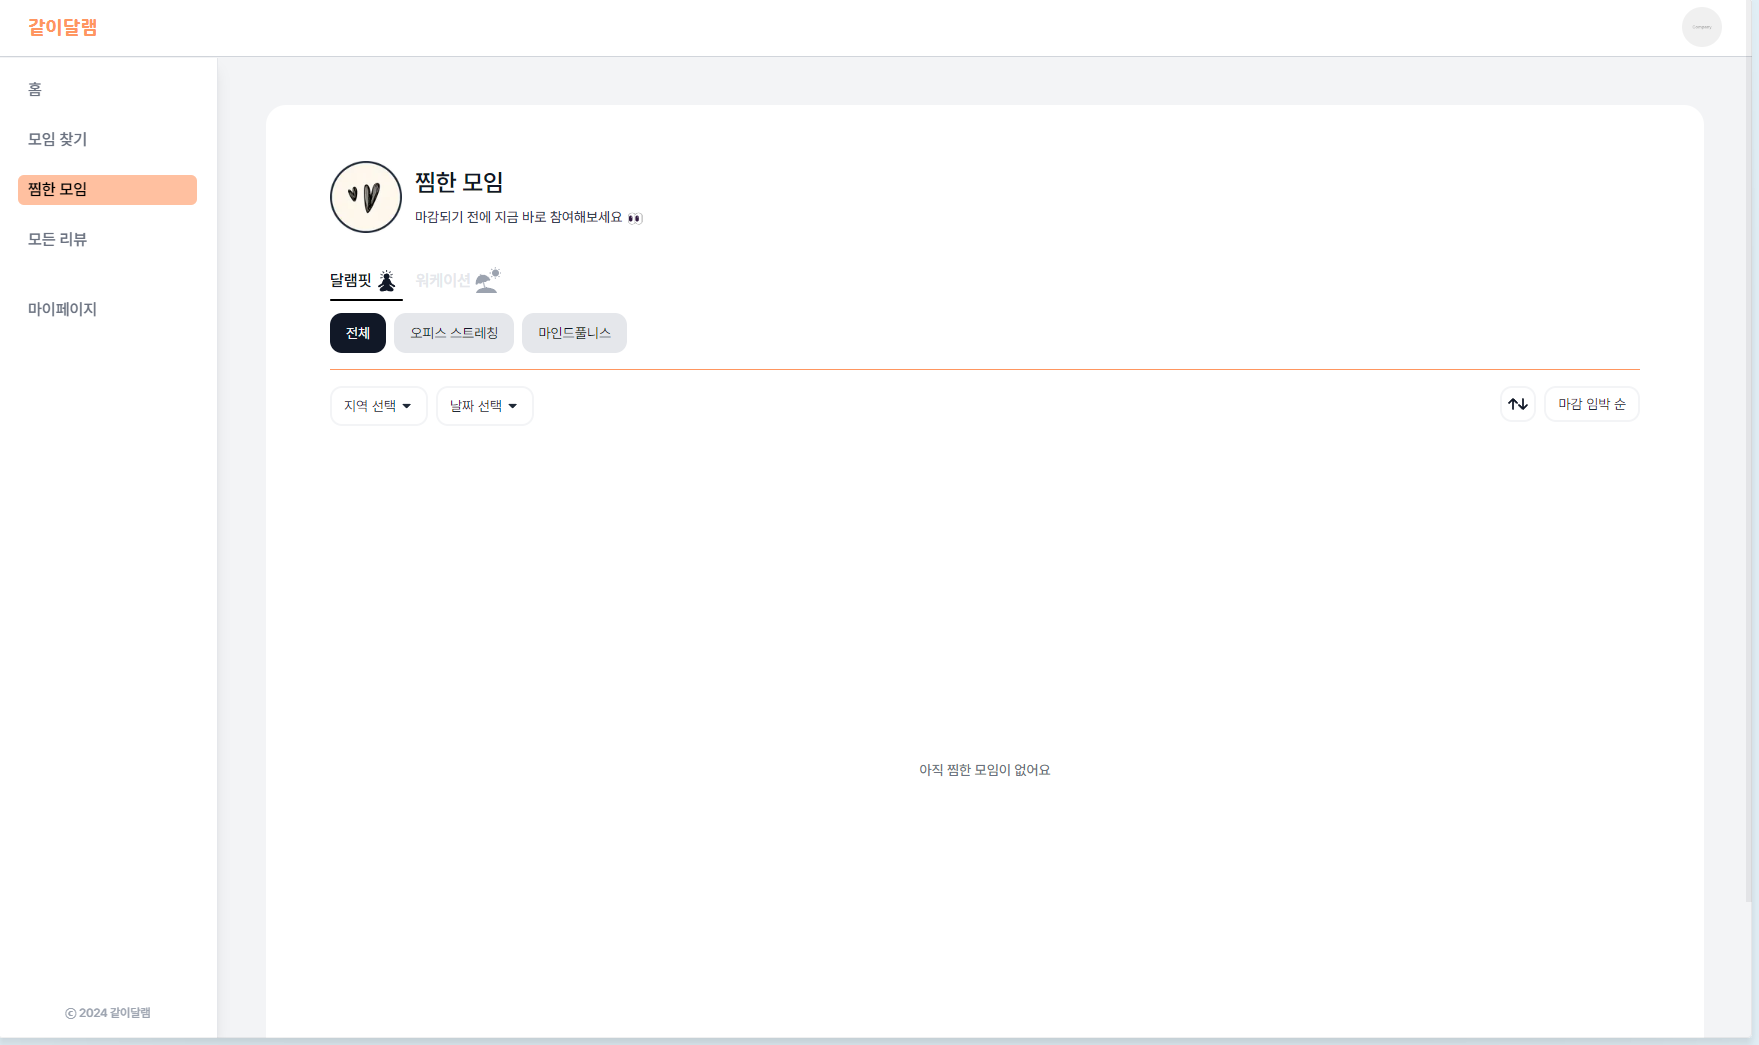 같이달램
홈
모임 찾기
찜한 모임
모든 리뷰
마이페이지
© 2024 같이달램
찜한 모임
마감되기 전에 지금 바로 참여해보세요 👀
달램핏
워케이션
전체
오피스 스트레칭
마인드풀니스
지역 선택
날짜 선택
마감 임박 순
아직 찜한 모임이 없어요